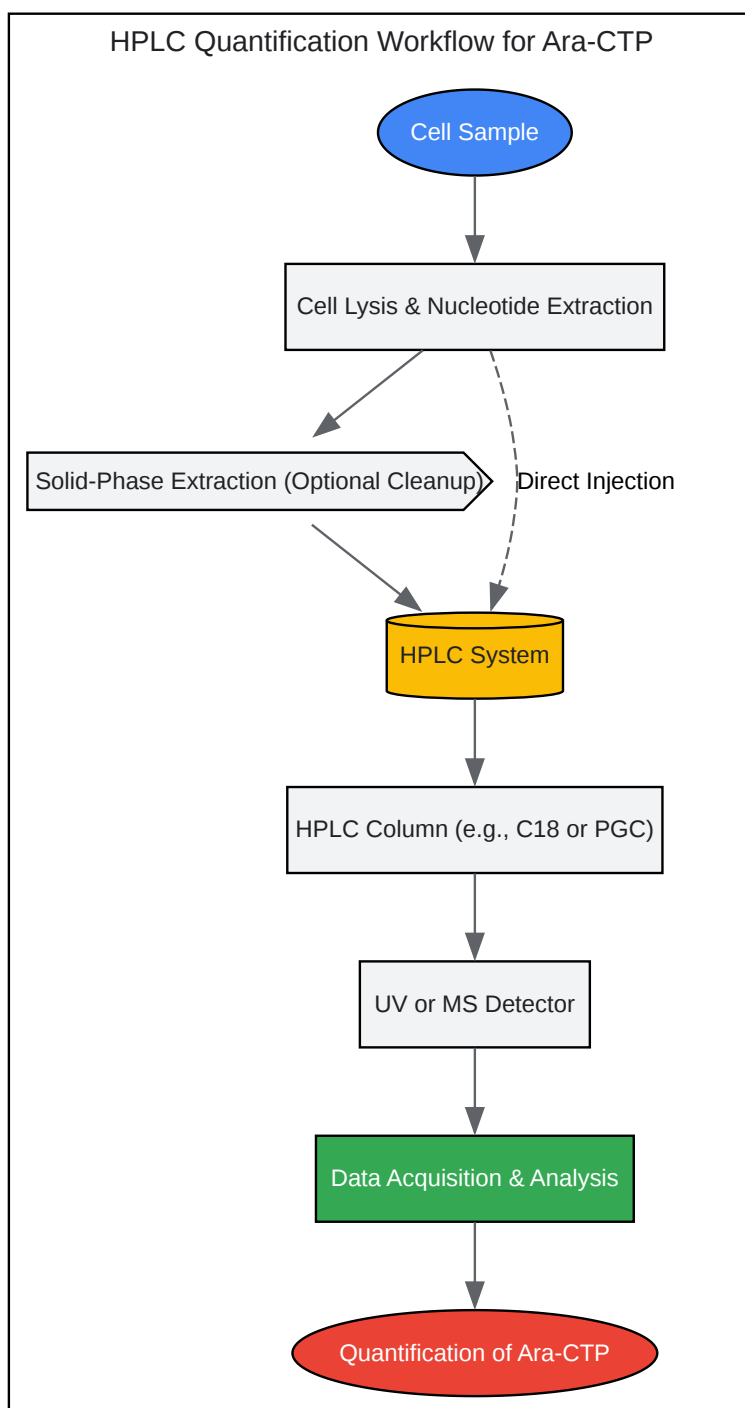 HPLC Quantification Workflow for Ara-CTP
Cell Sample
Cell Lysis & Nucleotide Extraction
Solid-Phase Extraction (Optional Cleanup)
Direct Injection
HPLC System
HPLC Column (e.g., C18 or PGC)
UV or MS Detector
Data Acquisition & Analysis
Quantification of Ara-CTP